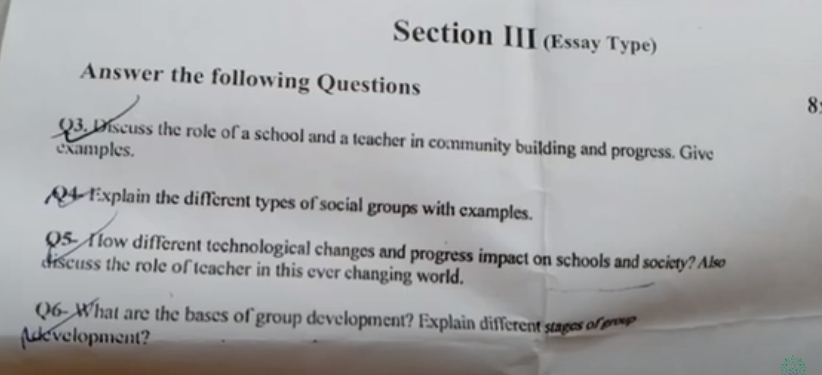 Section III (Essay Type)
Answer the following Questions
8
Q3. Discuss the role of a school and a teacher in community building and progress. Give
examples.
Q4- Explain the different types of social groups with examples.
Q5- How different technological changes and progress impact on schools and society? Also
discuss the role of teacher in this ever changing world.
Q6- What are the bases of group development? Explain different stages of group
development?